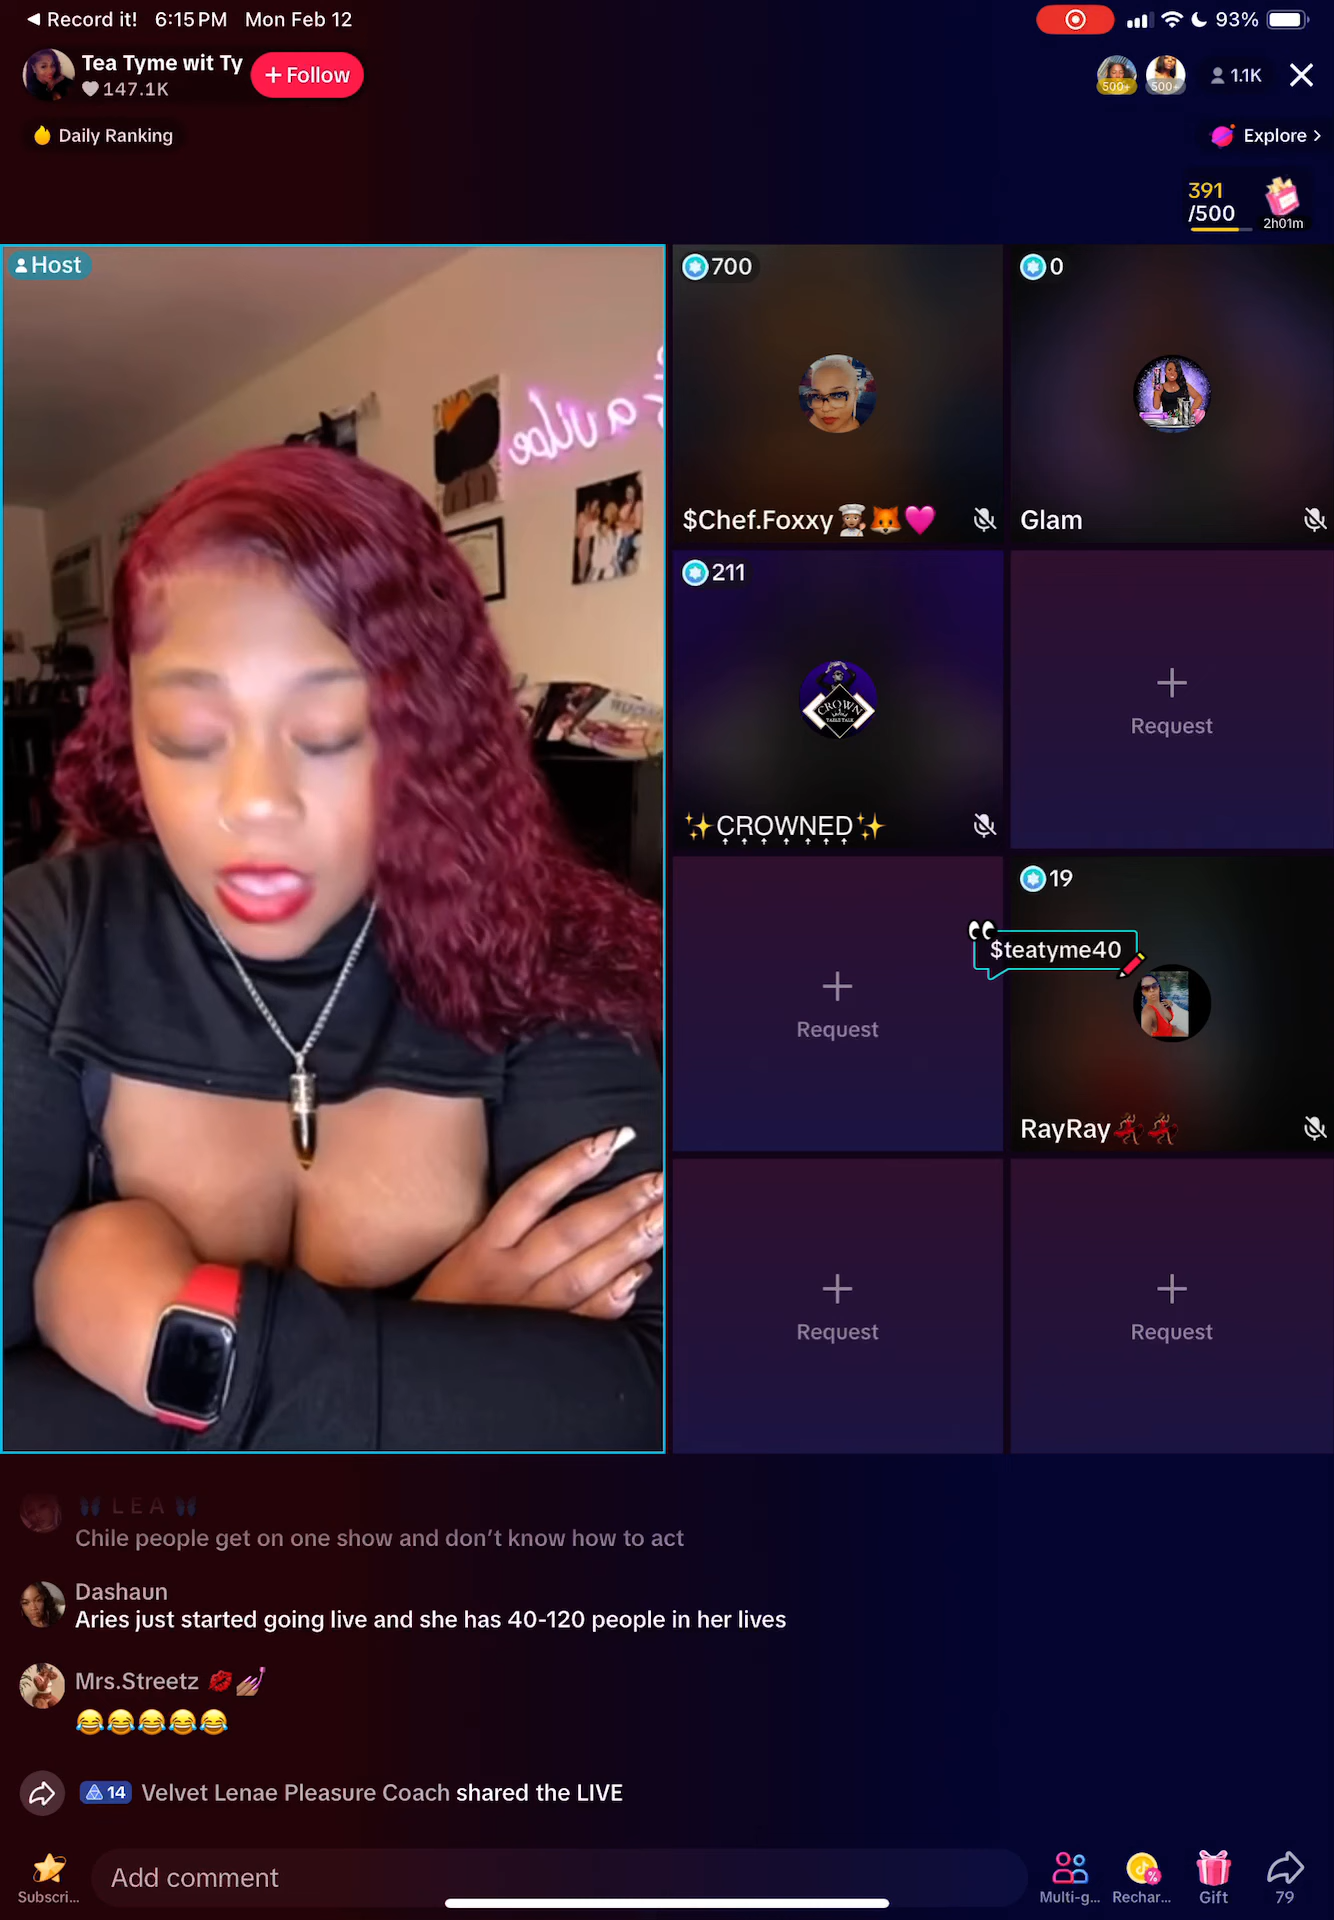 Record it! 6:15 PM Mon Feb 12
93%
Tea Tyme wit Ty
147.1K
+ Follow
500+
500+
1.1K
Daily Ranking
Explore >
391
/500
2h01m
Host
700
0
a vibe
$Chef.Foxxy
Glam
211
CROWN
TABLE TALK
+
Request
✨CROWNED✨
19
$teatyme40
+
Request
RayRay
+
Request
+
Request
L E A
Chile people get on one show and don't know how to act
Dashaun
Aries just started going live and she has 40-120 people in her lives
Mrs.Streetz 💋💅🏽
😂😂😂😂😂
14 Velvet Lenae Pleasure Coach shared the LIVE
Add comment
Subscri...
Multi-g...
Rechar...
Gift
79